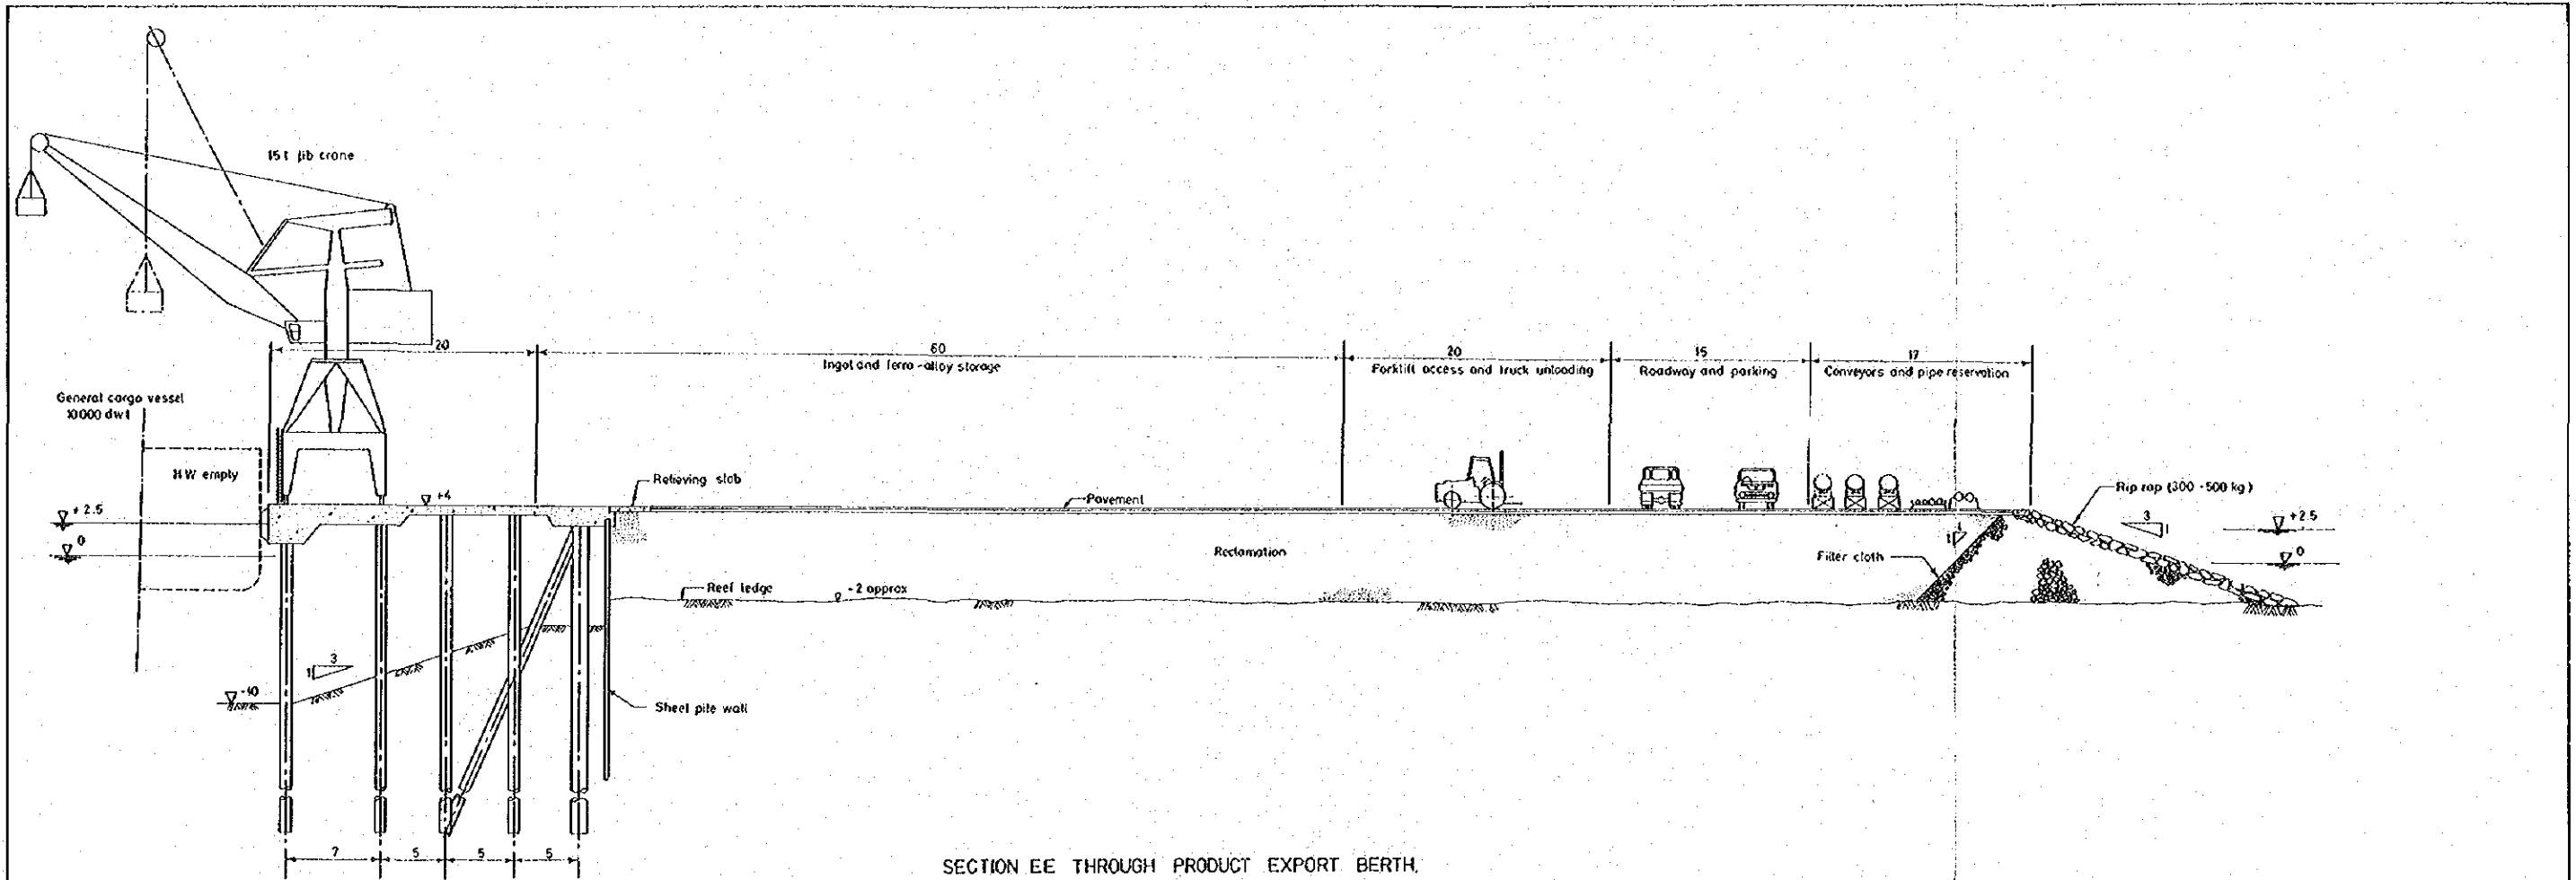 15 t jib crane
20
60
20
15
17
Ingot and ferro-alloy storage
Forklift access and truck unloading
Roadway and parking
Conveyors and pipe reservation
General cargo vessel
10000 dwt
HW empty
Relieving slab
+4
Pavement
Rip rap (300 - 500 kg)
+2.5
0
3
1
+2.5
0
1
1
Reclamation
Filter cloth
Reef ledge
-2 approx
3
1
-10
Sheet pile wall
7
5
5
5
SECTION EE THROUGH PRODUCT EXPORT BERTH.